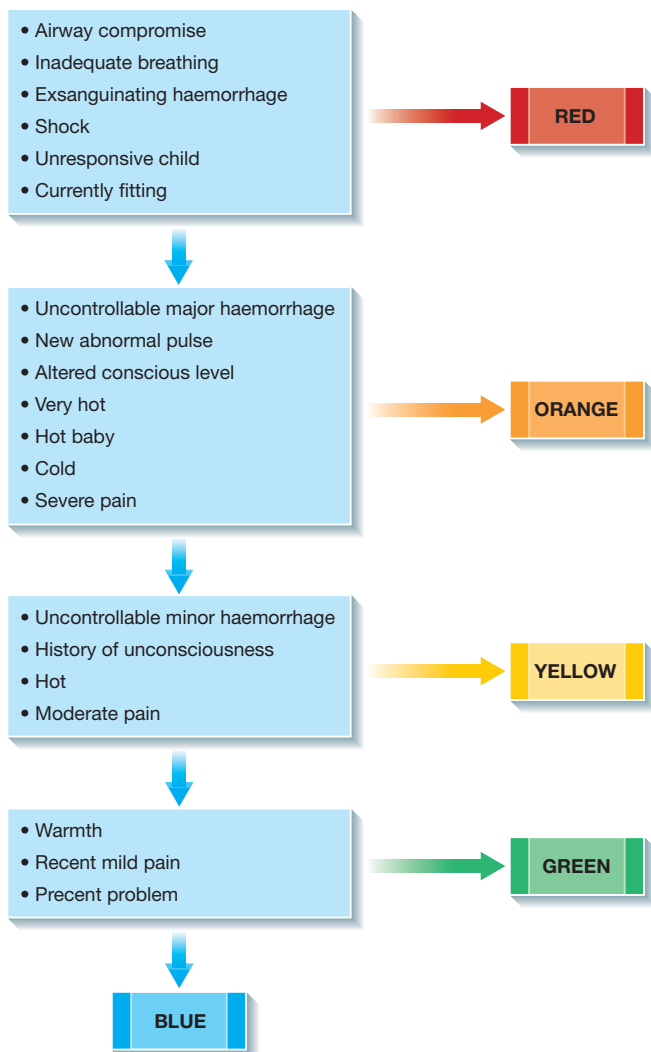 • Airway compromise
• Inadequate breathing
• Exsanguinating haemorrhage
• Shock
• Unresponsive child
• Currently fitting
RED
• Uncontrollable major haemorrhage
• New abnormal pulse
• Altered conscious level
• Very hot
• Hot baby
• Cold
• Severe pain
ORANGE
• Uncontrollable minor haemorrhage
• History of unconsciousness
• Hot
• Moderate pain
YELLOW
• Warmth
• Recent mild pain
• Precent problem
GREEN
BLUE